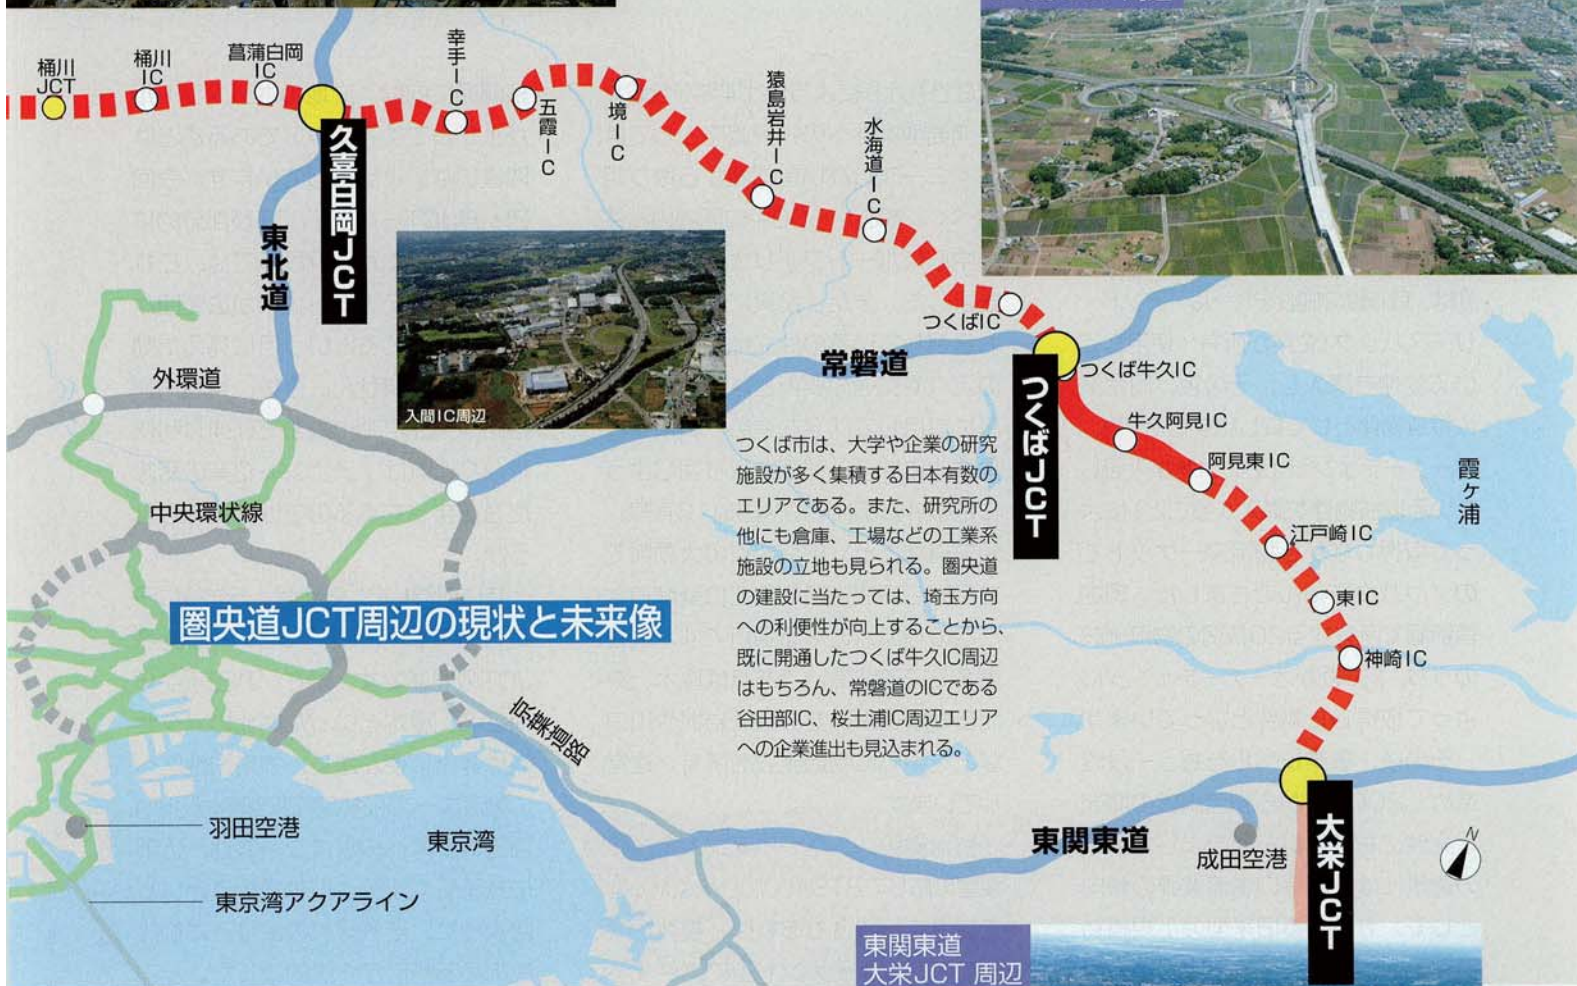 桶川
JCT
桶川
IC
菖蒲白岡
IC
久喜白岡JCT
幸手IC
五霞IC
境IC
猿島岩井IC
水海道IC
つくばIC
つくばJCT
つくば牛久IC
牛久阿見IC
阿見東IC
江戸崎IC
東IC
神崎IC
大栄JCT
東北道
常磐道
外環道
中央環状線
入間IC周辺
霞ヶ浦
つくば市は、大学や企業の研究
施設が多く集積する日本有数の
エリアである。また、研究所の
他にも倉庫、工場などの工業系
施設の立地も見られる。圏央道
の建設に当たっては、埼玉方向
への利便性が向上することから、
既に開通したつくば牛久IC周辺
はもちろん、常磐道のICである
谷田部IC、桜土浦IC周辺エリア
への企業進出も見込まれる。
圏央道JCT周辺の現状と未来像
京葉道路
羽田空港
東京湾
東京湾アクアライン
東関東道
成田空港
N
東関東道
大栄JCT 周辺